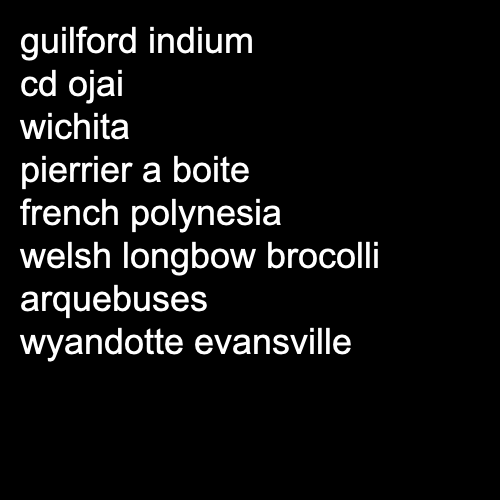 guilford indium
cd ojai
wichita
pierrier a boite
french polynesia
welsh longbow brocolli
arquebuses
wyandotte evansville